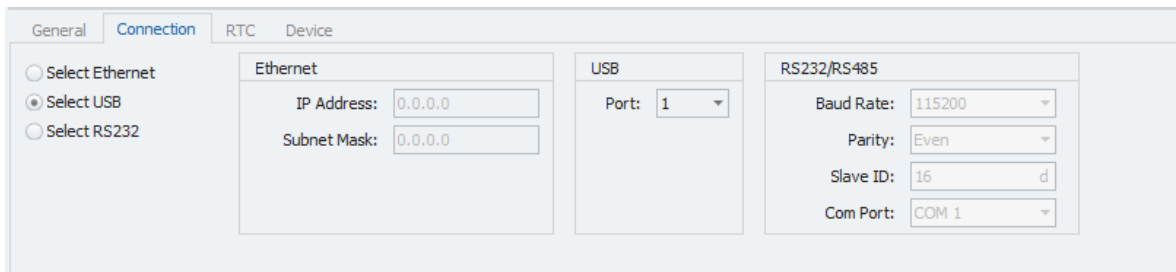 General Connection RTC Device
Select Ethernet
Select USB
Select RS232
Ethernet
IP Address: 0.0.0.0
Subnet Mask: 0.0.0.0
USB
Port: 1
RS232/RS485
Baud Rate: 115200
Parity: Even
Slave ID: 16 d
Com Port: COM 1